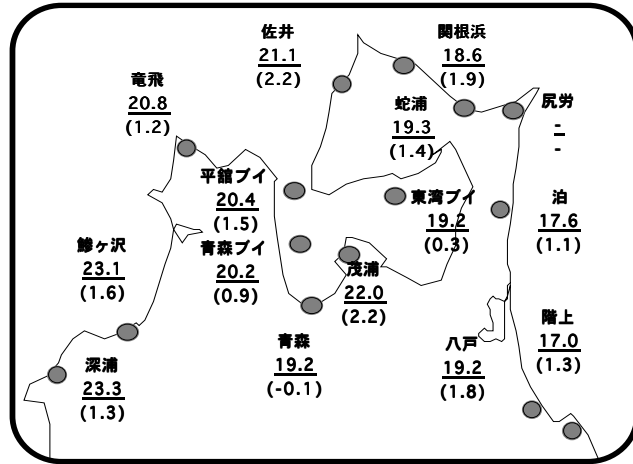 佐井
21.1
(2.2)
関根浜
18.6
(1.9)
竜飛
20.8
(1.2)
蛇浦
19.3
(1.4)
尻労
-
-
平舘ブイ
20.4
(1.5)
東湾ブイ
19.2
(0.3)
泊
17.6
(1.1)
鰺ヶ沢
23.1
(1.6)
青森ブイ
20.2
(0.9)
茂浦
22.0
(2.2)
青森
19.2
(-0.1)
八戸
19.2
(1.8)
階上
17.0
(1.3)
深浦
23.3
(1.3)